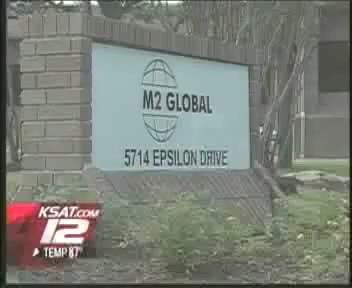 M2 GLOBAL
5714 EPSILON DRIVE
KSAT.COM
12
TEMP 87°